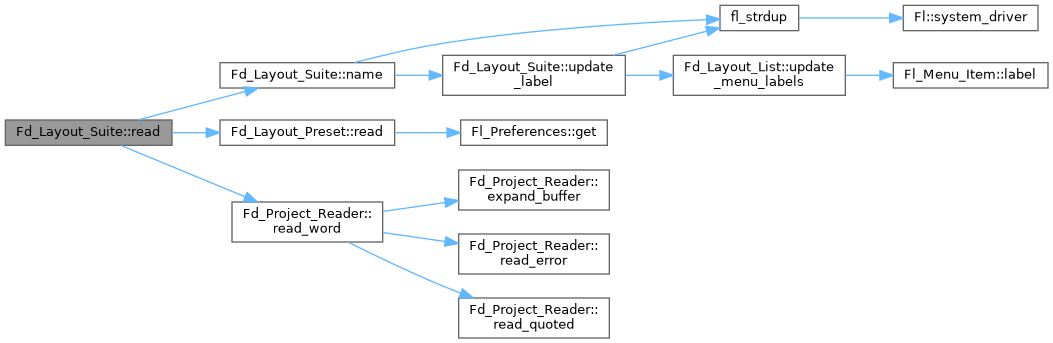 Fd_Layout_Suite::read
Fd_Layout_Suite::name
Fd_Layout_Preset::read
Fd_Project_Reader::
read_word
fl_strdup
Fd_Layout_Suite::update
_label
Fl_Preferences::get
Fd_Project_Reader::
expand_buffer
Fd_Project_Reader::
read_error
Fd_Project_Reader::
read_quoted
Fl::system_driver
Fd_Layout_List::update
_menu_labels
Fl_Menu_Item::label